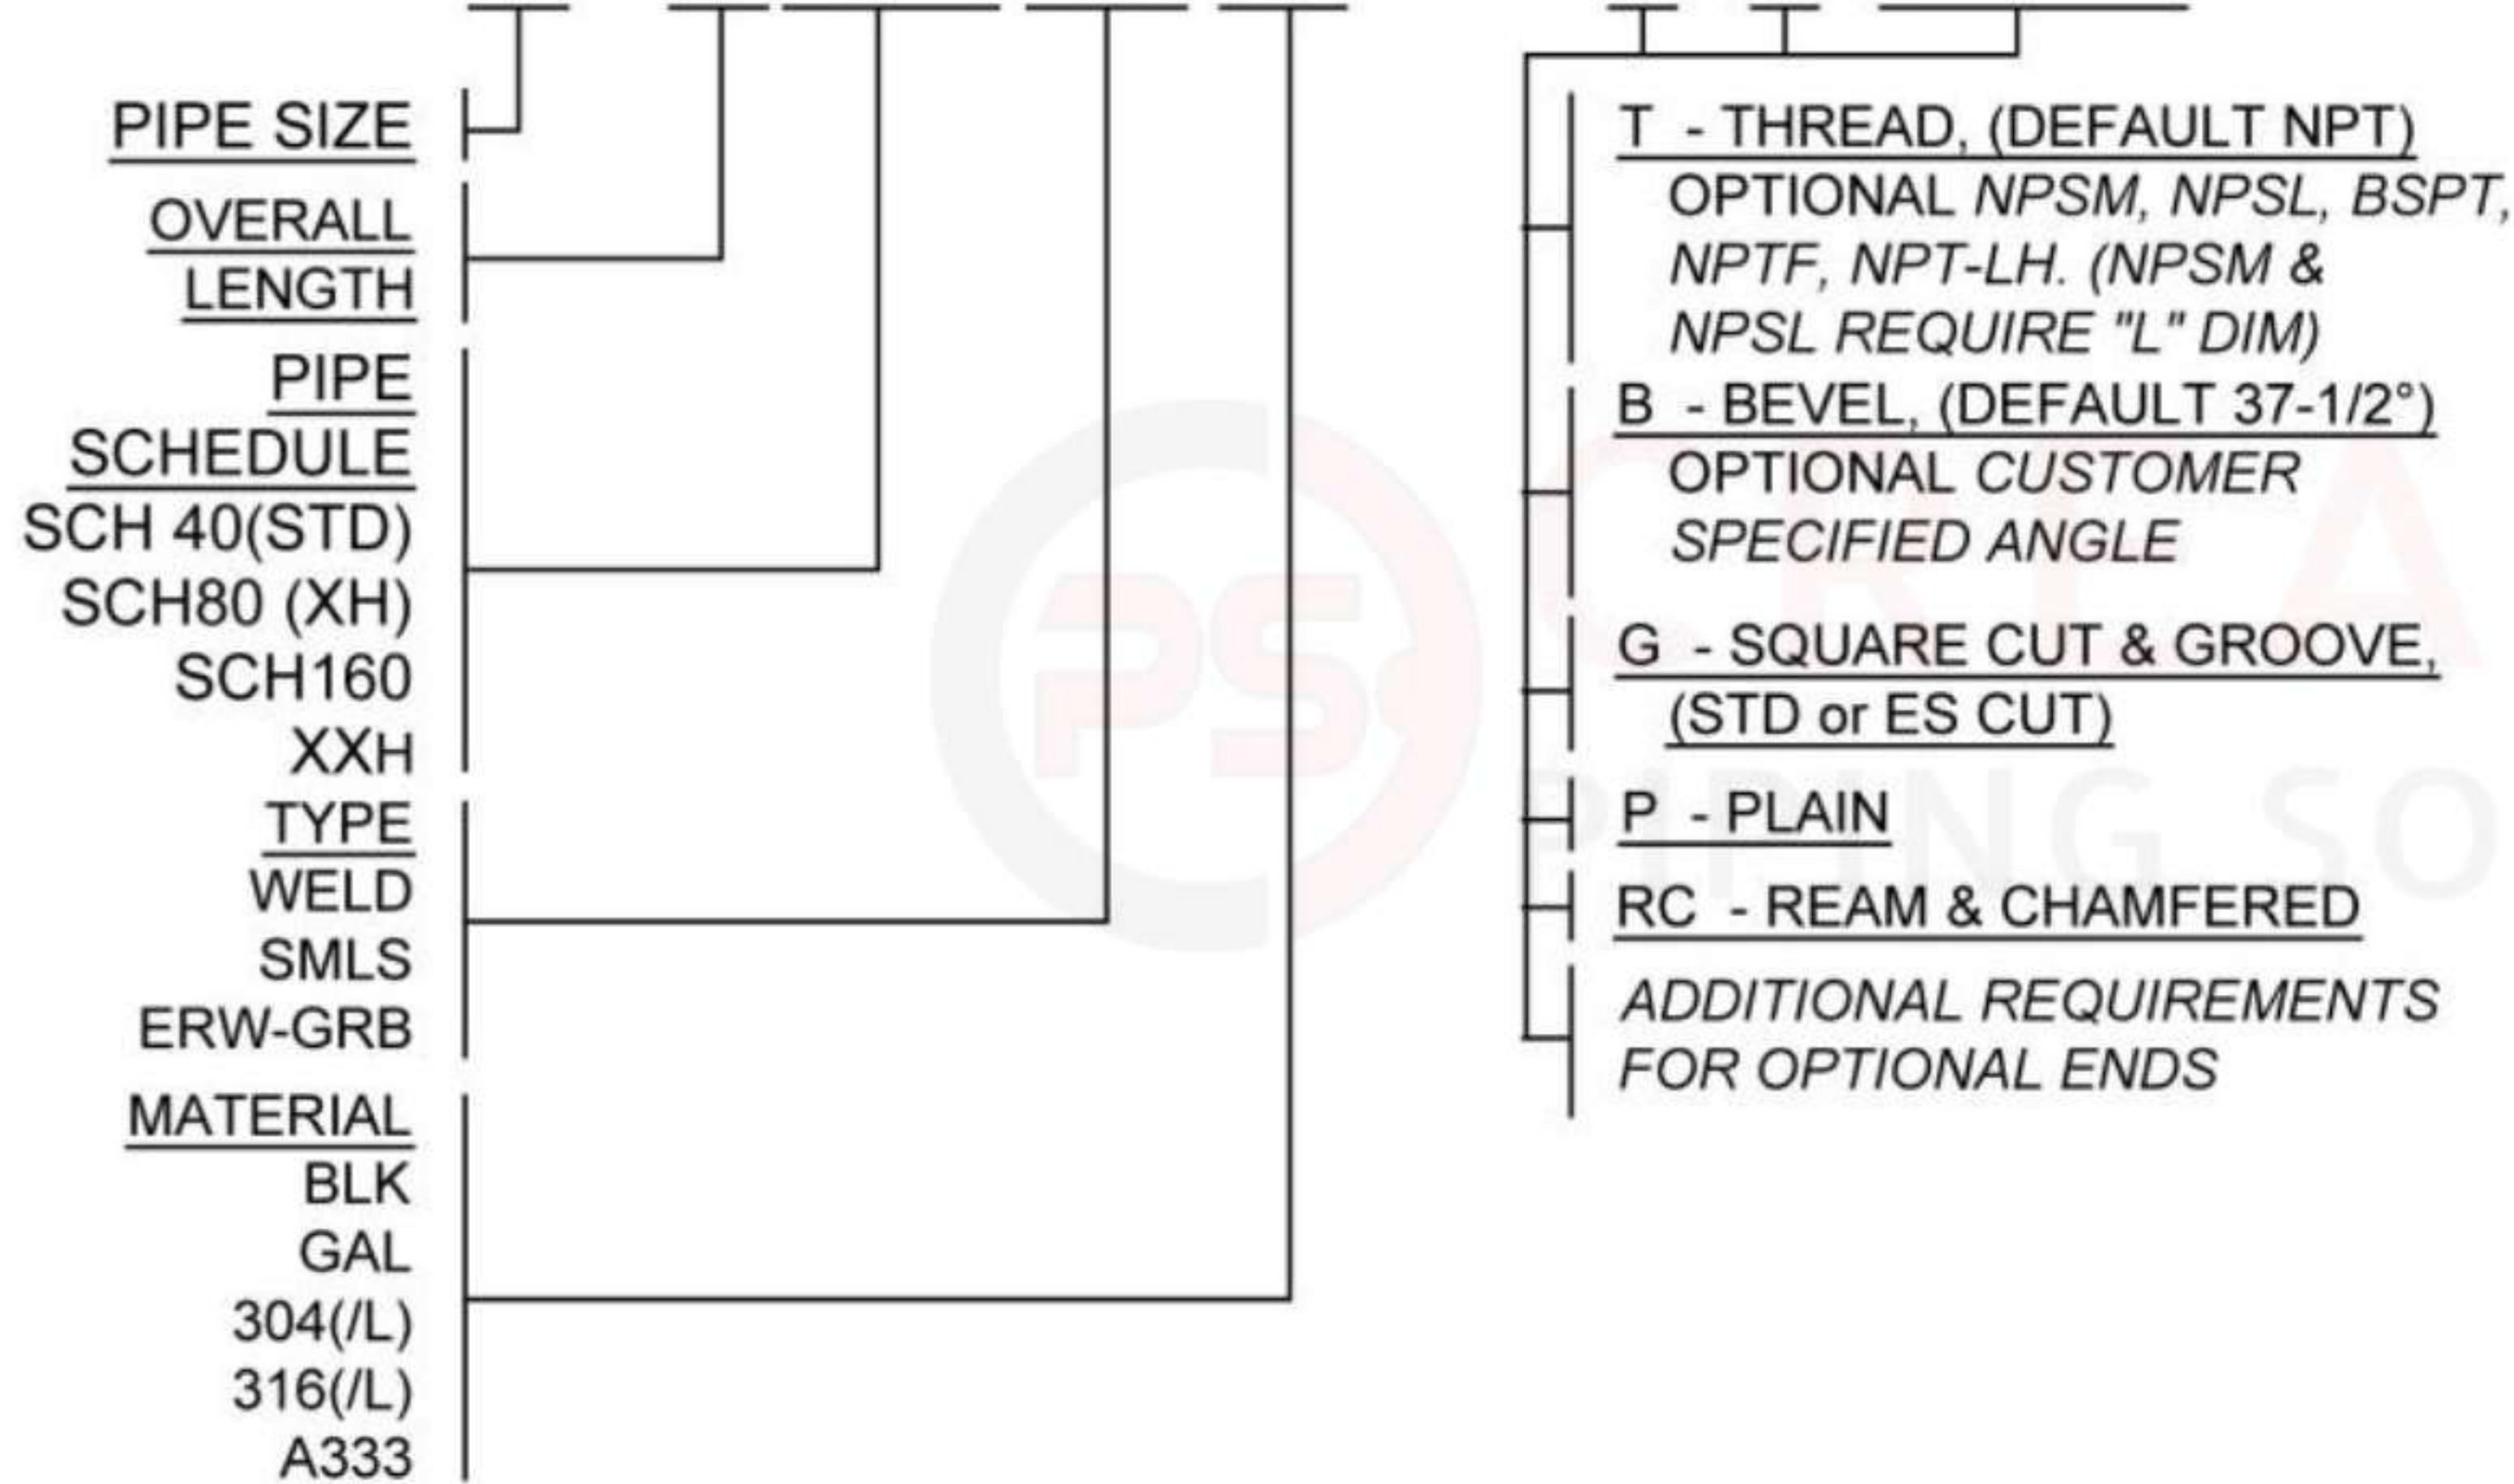 PIPE SIZE
OVERALL
LENGTH
PIPE
SCHEDULE
SCH 40(STD)
SCH80 (XH)
SCH160
XXH
TYPE
WELD
SMLS
ERW-GRB
MATERIAL
BLK
GAL
304(/L)
316(/L)
A333
T - THREAD, (DEFAULT NPT)
OPTIONAL NPSM, NPSL, BSPT,
NPTF, NPT-LH. (NPSM &
NPSL REQUIRE "L" DIM)
B - BEVEL, (DEFAULT 37-1/2°)
OPTIONAL CUSTOMER
SPECIFIED ANGLE
G - SQUARE CUT & GROOVE,
(STD or ES CUT)
P - PLAIN
RC - REAM & CHAMFERED
ADDITIONAL REQUIREMENTS
FOR OPTIONAL ENDS
PS
PIPING SO